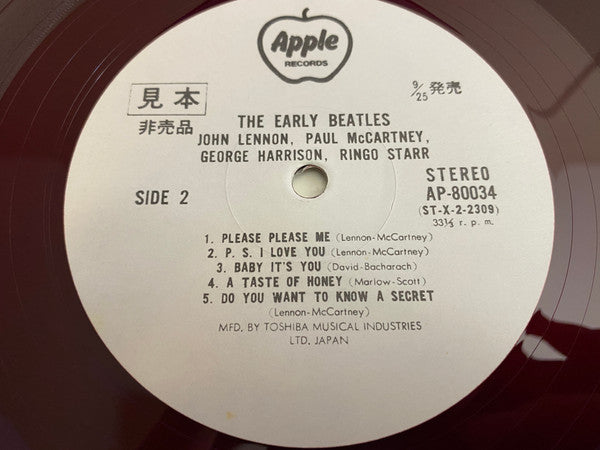 Apple
RECORDS
見本
非売品
9/25 発売
THE EARLY BEATLES
JOHN LENNON, PAUL McCARTNEY,
GEORGE HARRISON, RINGO STARR
SIDE 2
STEREO
AP-80034
(ST-X-2-2309)
33⅓ r. p. m.
1. PLEASE PLEASE ME (Lennon-McCartney)
2. P. S. I LOVE YOU (Lennon-McCartney)
3. BABY IT'S YOU (David-Bacharach)
4. A TASTE OF HONEY (Marlow-Scott)
5. DO YOU WANT TO KNOW A SECRET
(Lennon-McCartney)
MFD. BY TOSHIBA MUSICAL INDUSTRIES
LTD. JAPAN